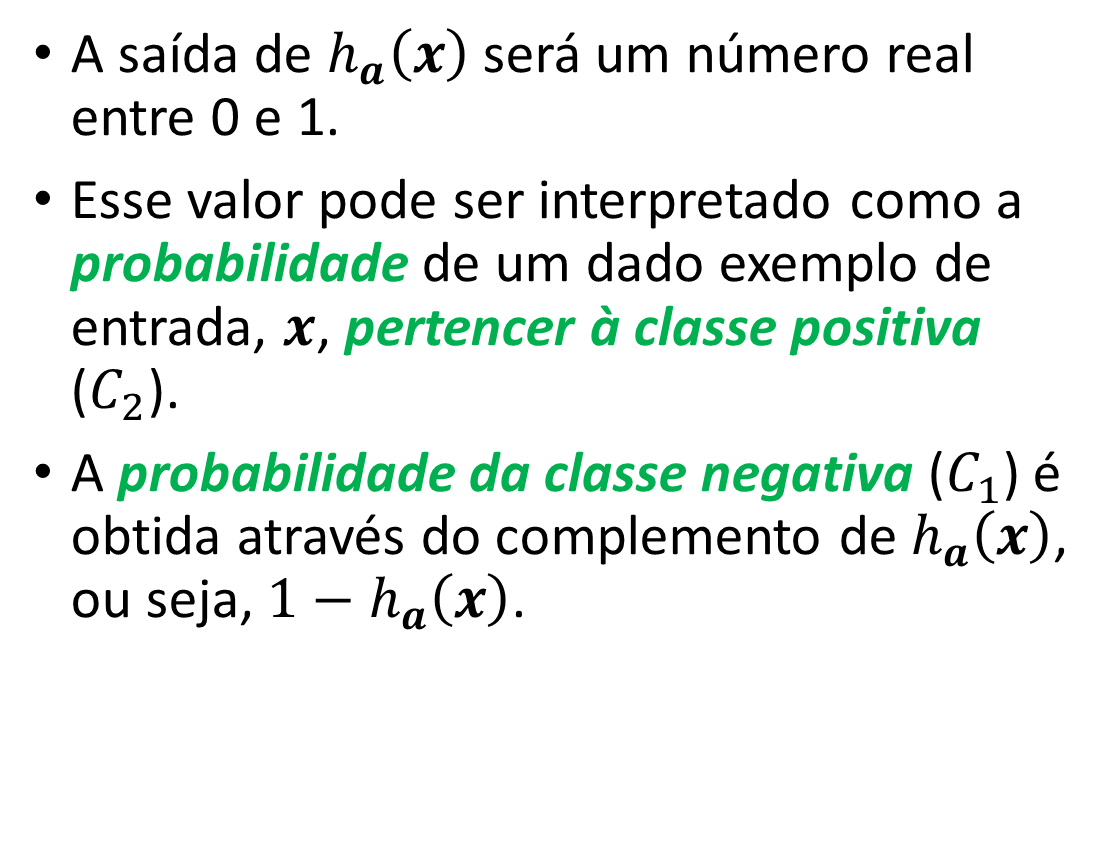 • A saída de ℎ𝒂(𝒙) será um número real
entre 0 e 1.
• Esse valor pode ser interpretado como a
probabilidade de um dado exemplo de
entrada, 𝒙, pertencer à classe positiva
(𝐶₂).
• A probabilidade da classe negativa (𝐶₁) é
obtida através do complemento de ℎ𝒂(𝒙),
ou seja, 1 − ℎ𝒂(𝒙).